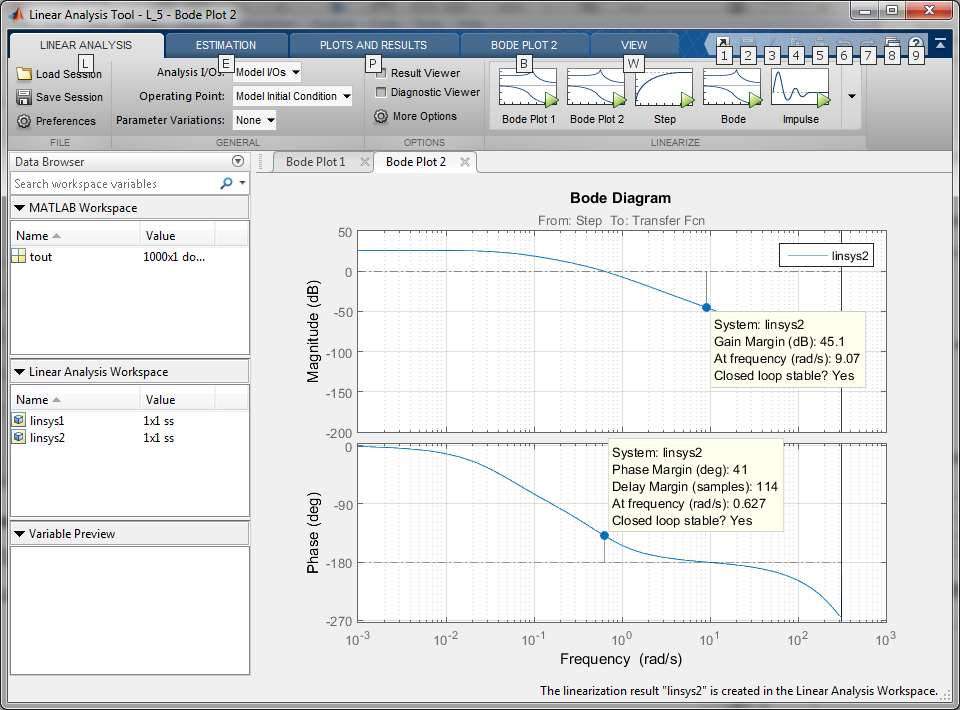 Linear Analysis Tool - L_5 - Bode Plot 2
LINEAR ANALYSIS ESTIMATION PLOTS AND RESULTS BODE PLOT 2 VIEW
L E P B W 1 2 3 4 5 6 7 8 9
Load Session
Save Session
Preferences
FILE
Analysis I/Os: Model I/Os
Operating Point: Model Initial Condition
Parameter Variations: None
GENERAL
Result Viewer
Diagnostic Viewer
More Options
OPTIONS
Bode Plot 1 Bode Plot 2 Step Bode Impulse
LINEARIZE
Data Browser
Search workspace variables
MATLAB Workspace
Name Value
tout 1000x1 do...
Linear Analysis Workspace
Name Value
linsys1 1x1 ss
linsys2 1x1 ss
Variable Preview
Bode Plot 1 Bode Plot 2
Bode Diagram
From: Step To: Transfer Fcn
Magnitude (dB)
50
0
-50
-100
-150
-200
linsys2
System: linsys2
Gain Margin (dB): 45.1
At frequency (rad/s): 9.07
Closed loop stable? Yes
Phase (deg)
0
-90
-180
-270
System: linsys2
Phase Margin (deg): 41
Delay Margin (samples): 114
At frequency (rad/s): 0.627
Closed loop stable? Yes
10^-3 10^-2 10^-1 10^0 10^1 10^2 10^3
Frequency (rad/s)
The linearization result "linsys2" is created in the Linear Analysis Workspace.